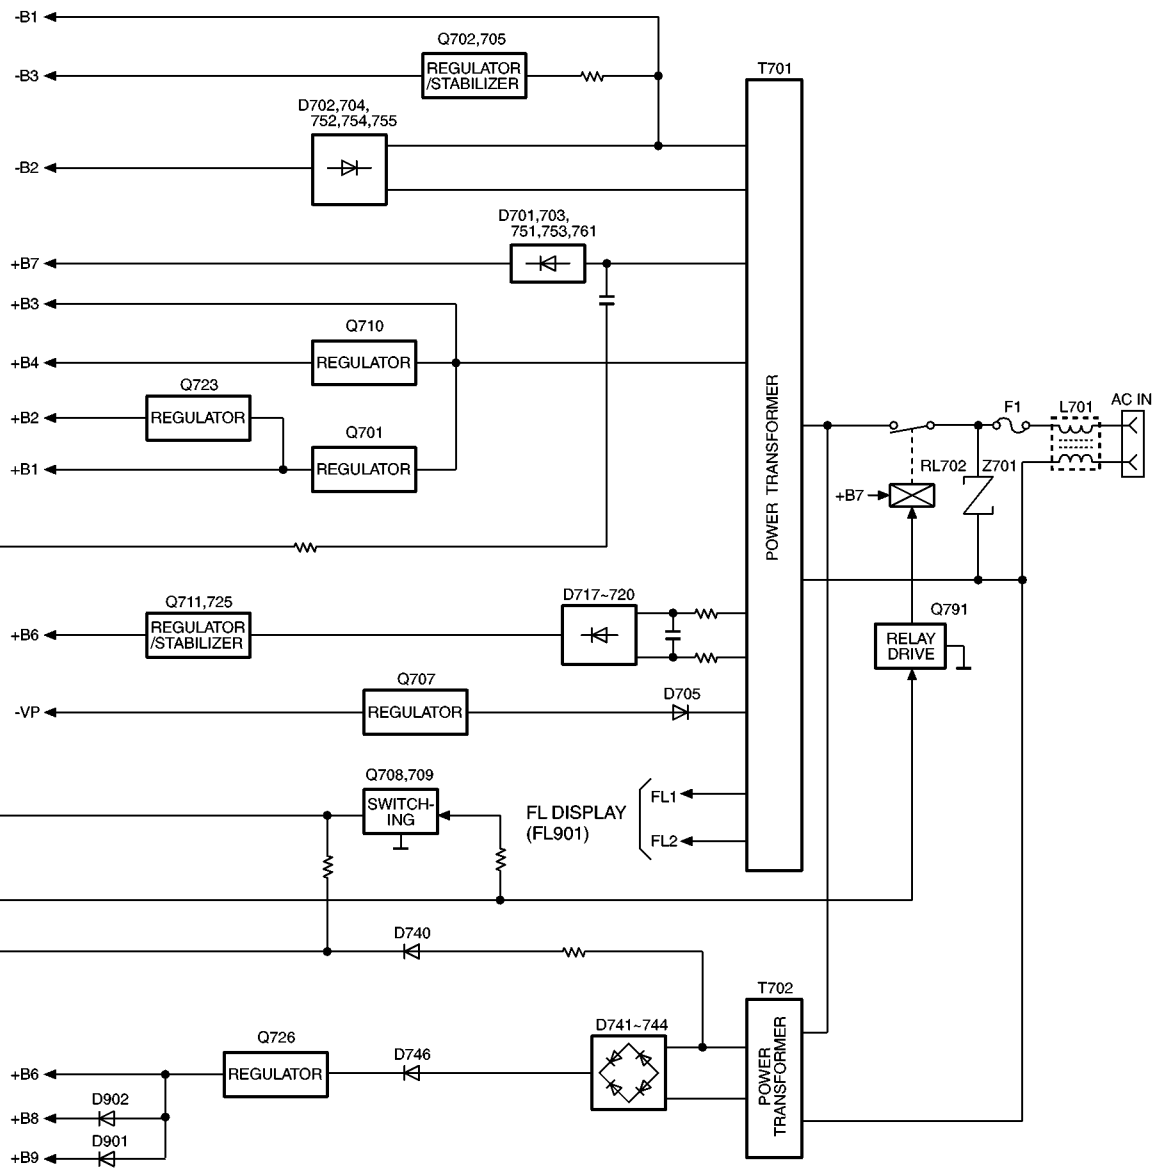 -B1
Q702,705
-B3
REGULATOR
/STABILIZER
T701
D702,704,
752,754,755
-B2
D701,703,
751,753,761
+B7
+B3
Q710
+B4
REGULATOR
Q723
+B2
REGULATOR
Q701
+B1
REGULATOR
POWER TRANSFORMER
F1
L701
AC IN
RL702
Z701
+B7
Q711,725
D717~720
+B6
REGULATOR
/STABILIZER
Q791
RELAY
DRIVE
Q707
D705
-VP
REGULATOR
Q708,709
SWITCH-
ING
FL DISPLAY
(FL901)
FL1
FL2
D740
T702
POWER
TRANSFORMER
D741~744
Q726
D746
+B6
REGULATOR
D902
+B8
D901
+B9